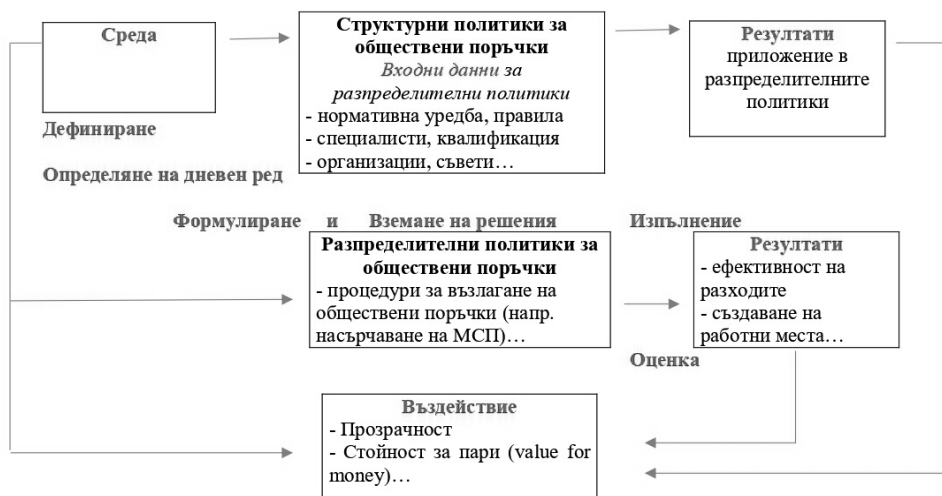 Среда
Структурни политики за
обществени поръчки
Входни данни за
разпределителни политики
- нормативна уредба, правила
- специалисти, квалификация
- организации, съвети…
Резултати
приложение в
разпределителните
политики
Дефиниране
Определяне на дневен ред
Формулиране и Вземане на решения Изпълнение
Разпределителни политики за
обществени поръчки
- процедури за възлагане на
обществени поръчки (напр.
насърчаване на МСП)…
Резултати
- ефективност на
разходите
- създаване на
работни места…
Оценка
Въздействие
- Прозрачност
- Стойност за пари (value for
money)…